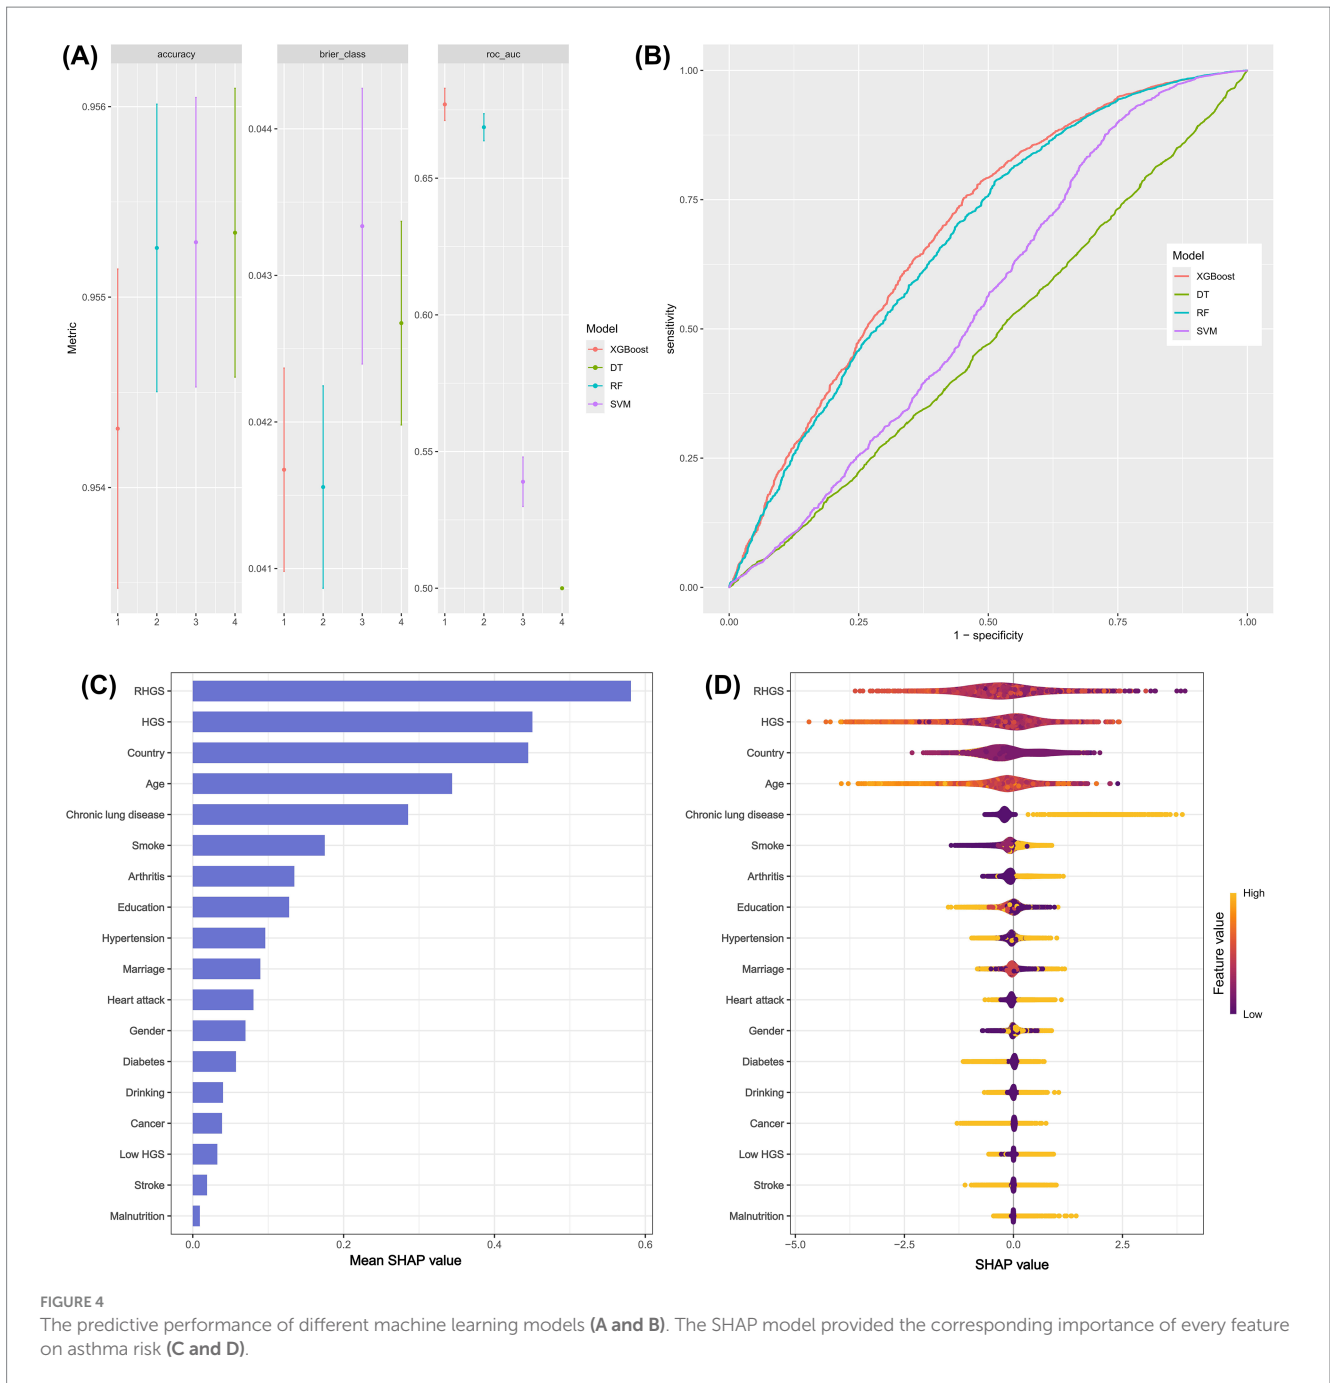 (A)
accuracy
brier_class
roc_auc
Metric
0.956
0.955
0.954
1 2 3 4
0.044
0.043
0.042
0.041
1 2 3 4
0.65
0.60
0.55
0.50
1 2 3 4
Model
XGBoost
DT
RF
SVM
(B)
sensitivity
1.00
0.75
0.50
0.25
0.00
0.00 0.25 0.50 0.75 1.00
1 − specificity
Model
XGBoost
DT
RF
SVM
(C)
RHGS
HGS
Country
Age
Chronic lung disease
Smoke
Arthritis
Education
Hypertension
Marriage
Heart attack
Gender
Diabetes
Drinking
Cancer
Low HGS
Stroke
Malnutrition
0.0 0.2 0.4 0.6
Mean SHAP value
(D)
RHGS
HGS
Country
Age
Chronic lung disease
Smoke
Arthritis
Education
Hypertension
Marriage
Heart attack
Gender
Diabetes
Drinking
Cancer
Low HGS
Stroke
Malnutrition
−5.0 −2.5 0.0 2.5
SHAP value
Feature value
High
Low
FIGURE 4
The predictive performance of different machine learning models (A and B). The SHAP model provided the corresponding importance of every feature
on asthma risk (C and D).